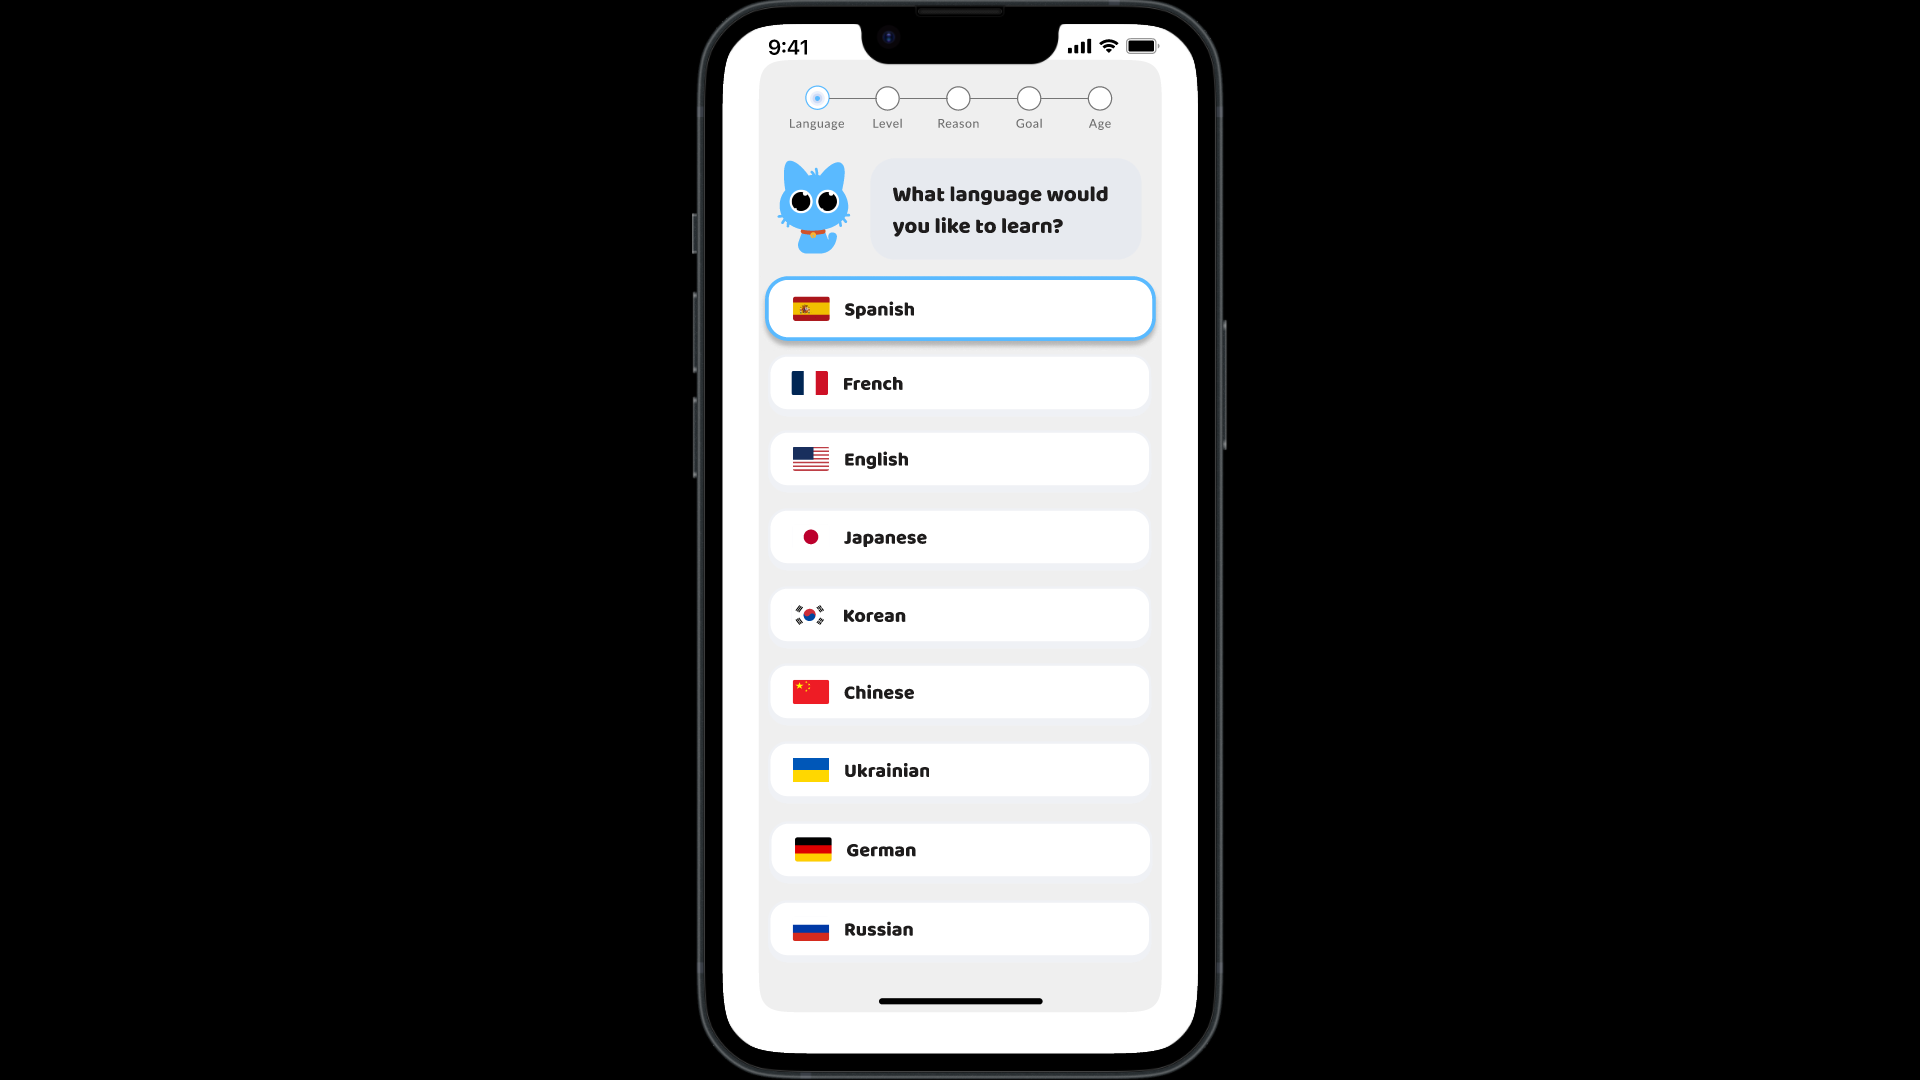 9:41
Language Level Reason Goal Age
What language would
you like to learn?
Spanish
French
English
Japanese
Korean
Chinese
Ukrainian
German
Russian